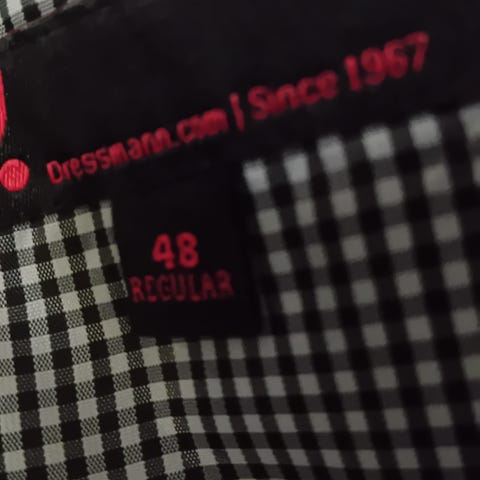 Dressmann.com | Since 1967
48
REGULAR